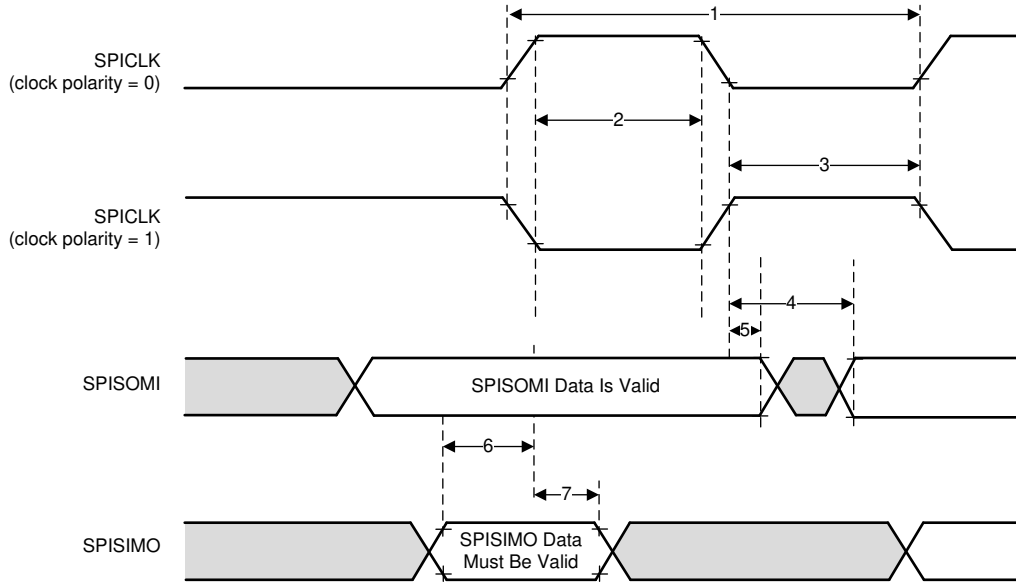 1
SPICLK
(clock polarity = 0)
2
3
SPICLK
(clock polarity = 1)
4
5
SPISOMI
SPISOMI Data Is Valid
6
7
SPISIMO
SPISIMO Data
Must Be Valid